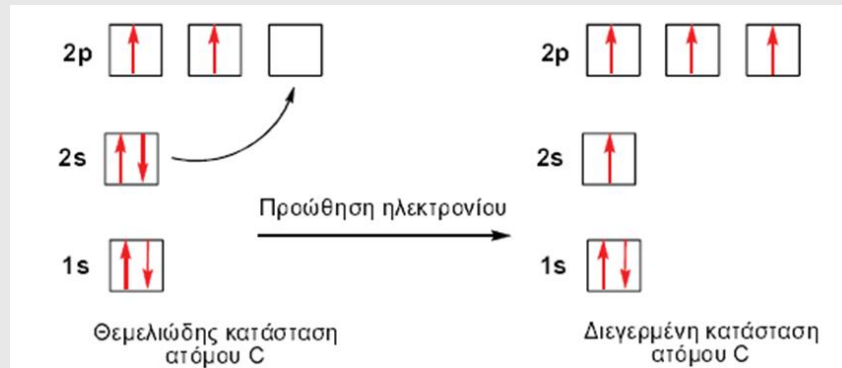 2p
2p
2s
2s
Προώθηση ηλεκτρονίου
1s
1s
Θεμελιώδης κατάσταση
ατόμου C
Διεγερμένη κατάσταση
ατόμου C